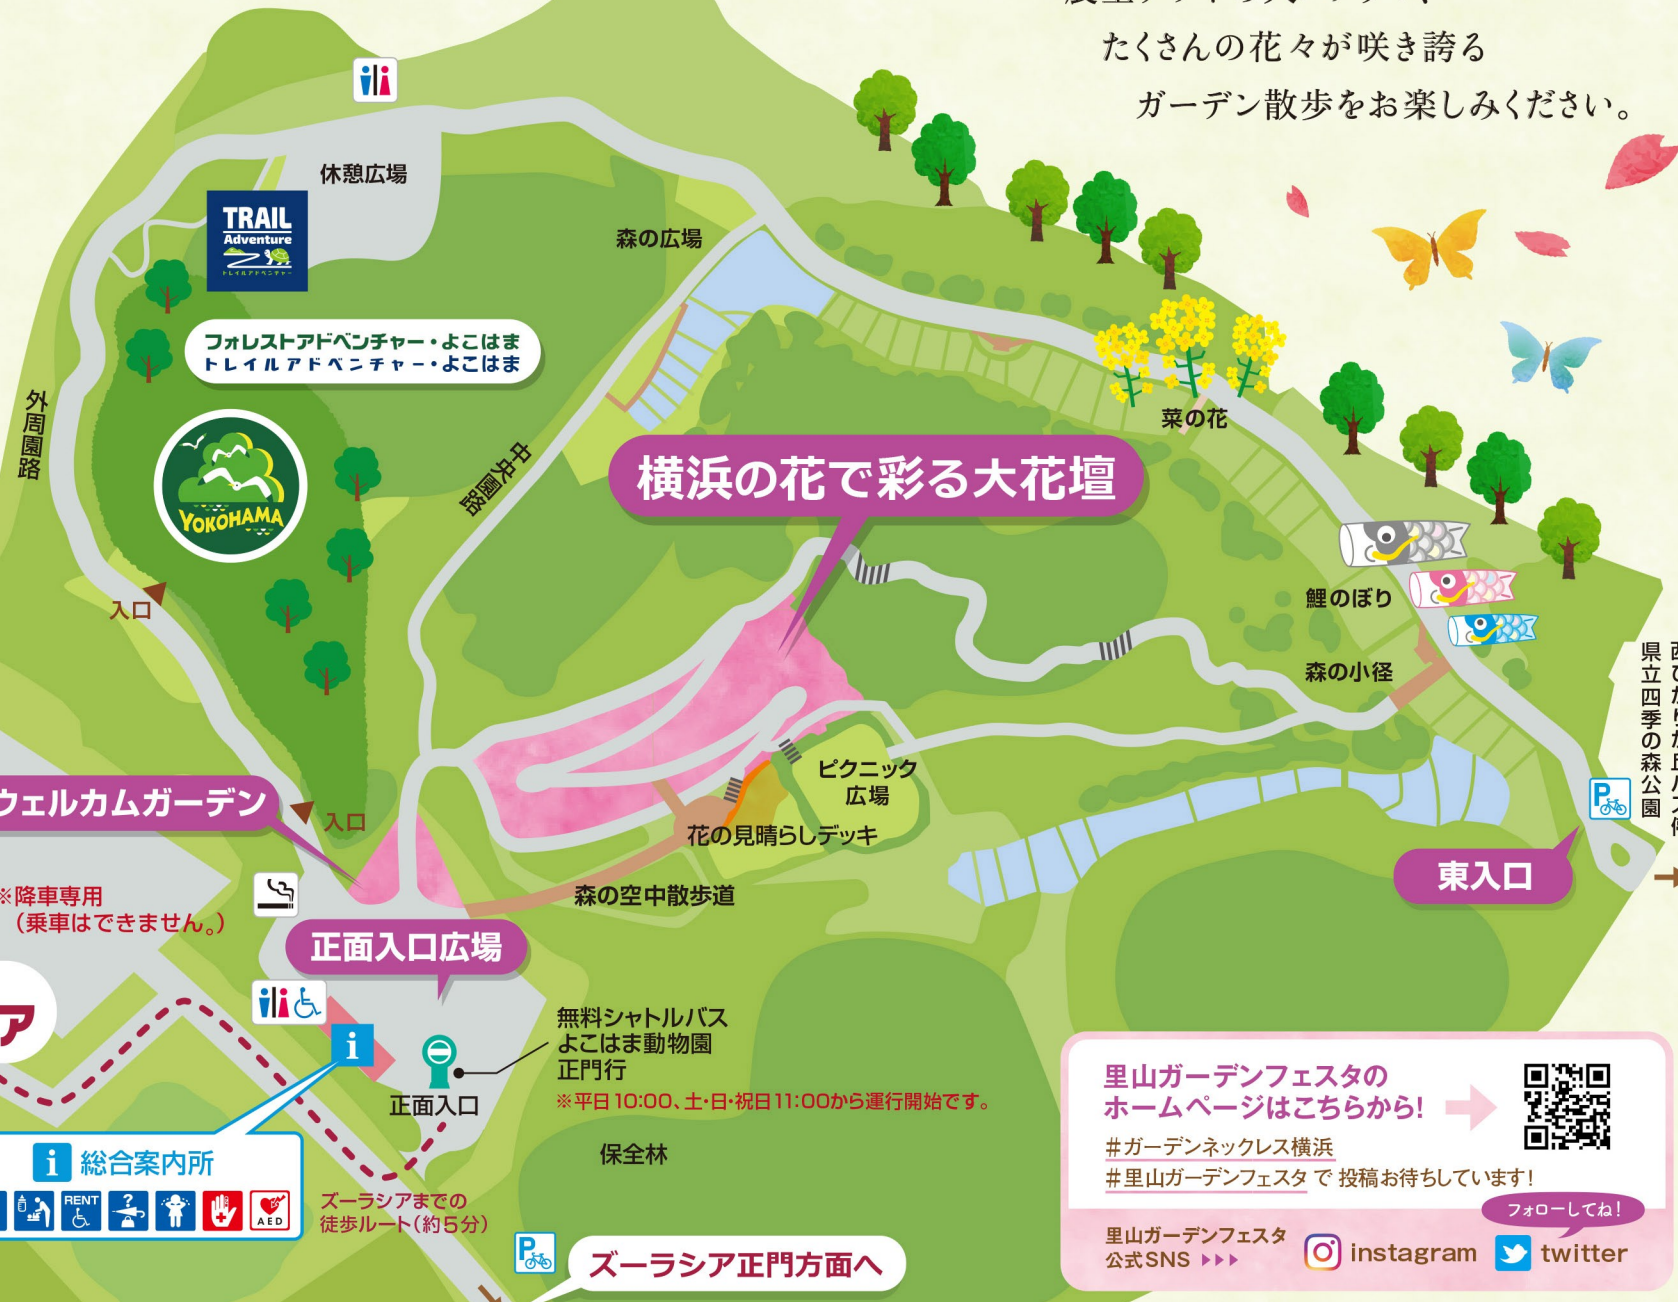 たくさんの花々が咲き誇る
ガーデン散歩をお楽しみください。
休憩広場
TRAIL
Adventure
トレイルアドベンチャー
森の広場
フォレストアドベンチャー・よこはま
トレイルアドベンチャー・よこはま
外周園路
YOKOHAMA
中央園路
菜の花
横浜の花で彩る大花壇
入口
鯉のぼり
森の小径
県立四季の森公園
P
ウェルカムガーデン
入口
ピクニック
広場
花の見晴らしデッキ
東入口
※降車専用
（乗車はできません。）
森の空中散歩道
正面入口広場
ア
i
正面入口
無料シャトルバス
よこはま動物園
正門行
※平日10:00、土・日・祝日11:00から運行開始です。
保全林
i 総合案内所
RENT
?
AED
ズーラシアまでの
徒歩ルート（約5分）
P
ズーラシア正門方面へ
里山ガーデンフェスタの
ホームページはこちらから!
#ガーデンネックレス横浜
#里山ガーデンフェスタ で 投稿お待ちしています!
フォローしてね!
里山ガーデンフェスタ
公式SNS
instagram
twitter